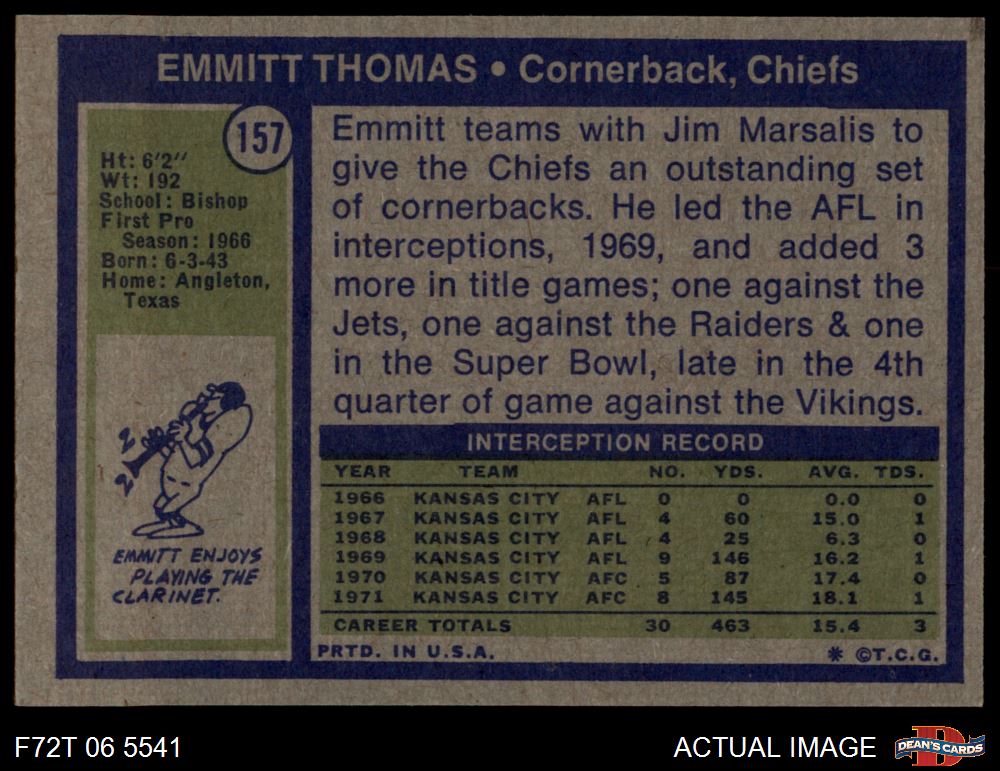 EMMITT THOMAS • Cornerback, Chiefs
157
Ht: 6'2"
Wt: 192
School: Bishop
First Pro
Season: 1966
Born: 6-3-43
Home: Angleton,
Texas
Emmitt teams with Jim Marsalis to
give the Chiefs an outstanding set
of cornerbacks. He led the AFL in
interceptions, 1969, and added 3
more in title games; one against the
Jets, one against the Raiders & one
in the Super Bowl, late in the 4th
quarter of game against the Vikings.
EMMITT ENJOYS
PLAYING THE
CLARINET.
INTERCEPTION RECORD
YEAR TEAM NO. YDS. AVG. TDS.
1966 KANSAS CITY AFL 0 0 0.0 0
1967 KANSAS CITY AFL 4 60 15.0 1
1968 KANSAS CITY AFL 4 25 6.3 0
1969 KANSAS CITY AFL 9 146 16.2 1
1970 KANSAS CITY AFC 5 87 17.4 0
1971 KANSAS CITY AFC 8 145 18.1 1
CAREER TOTALS 30 463 15.4 3
PRTD. IN U.S.A. * ©T.C.G.
F72T 06 5541
ACTUAL IMAGE
D
DEAN'S CARDS